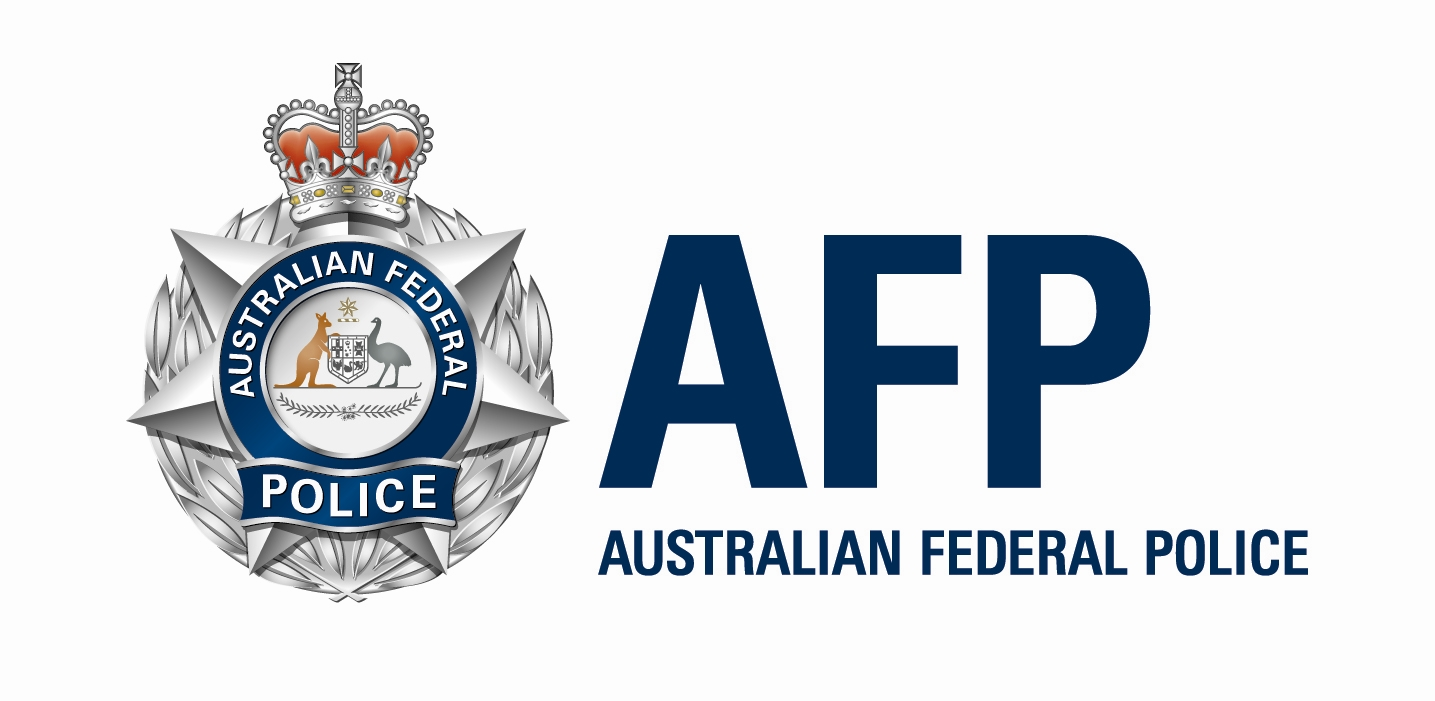 AUSTRALIAN FEDERAL
POLICE
AFP
AUSTRALIAN FEDERAL POLICE